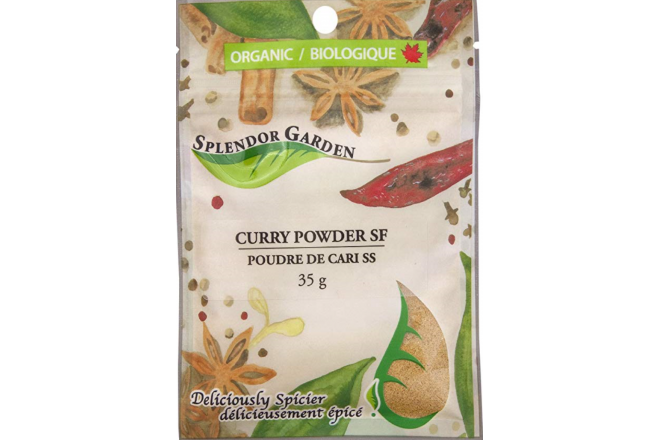 ORGANIC / BIOLOGIQUE
SPLENDOR GARDEN
CURRY POWDER SF
POUDRE DE CARI SS
35 g
Deliciously Spicier
délicieusement épicé